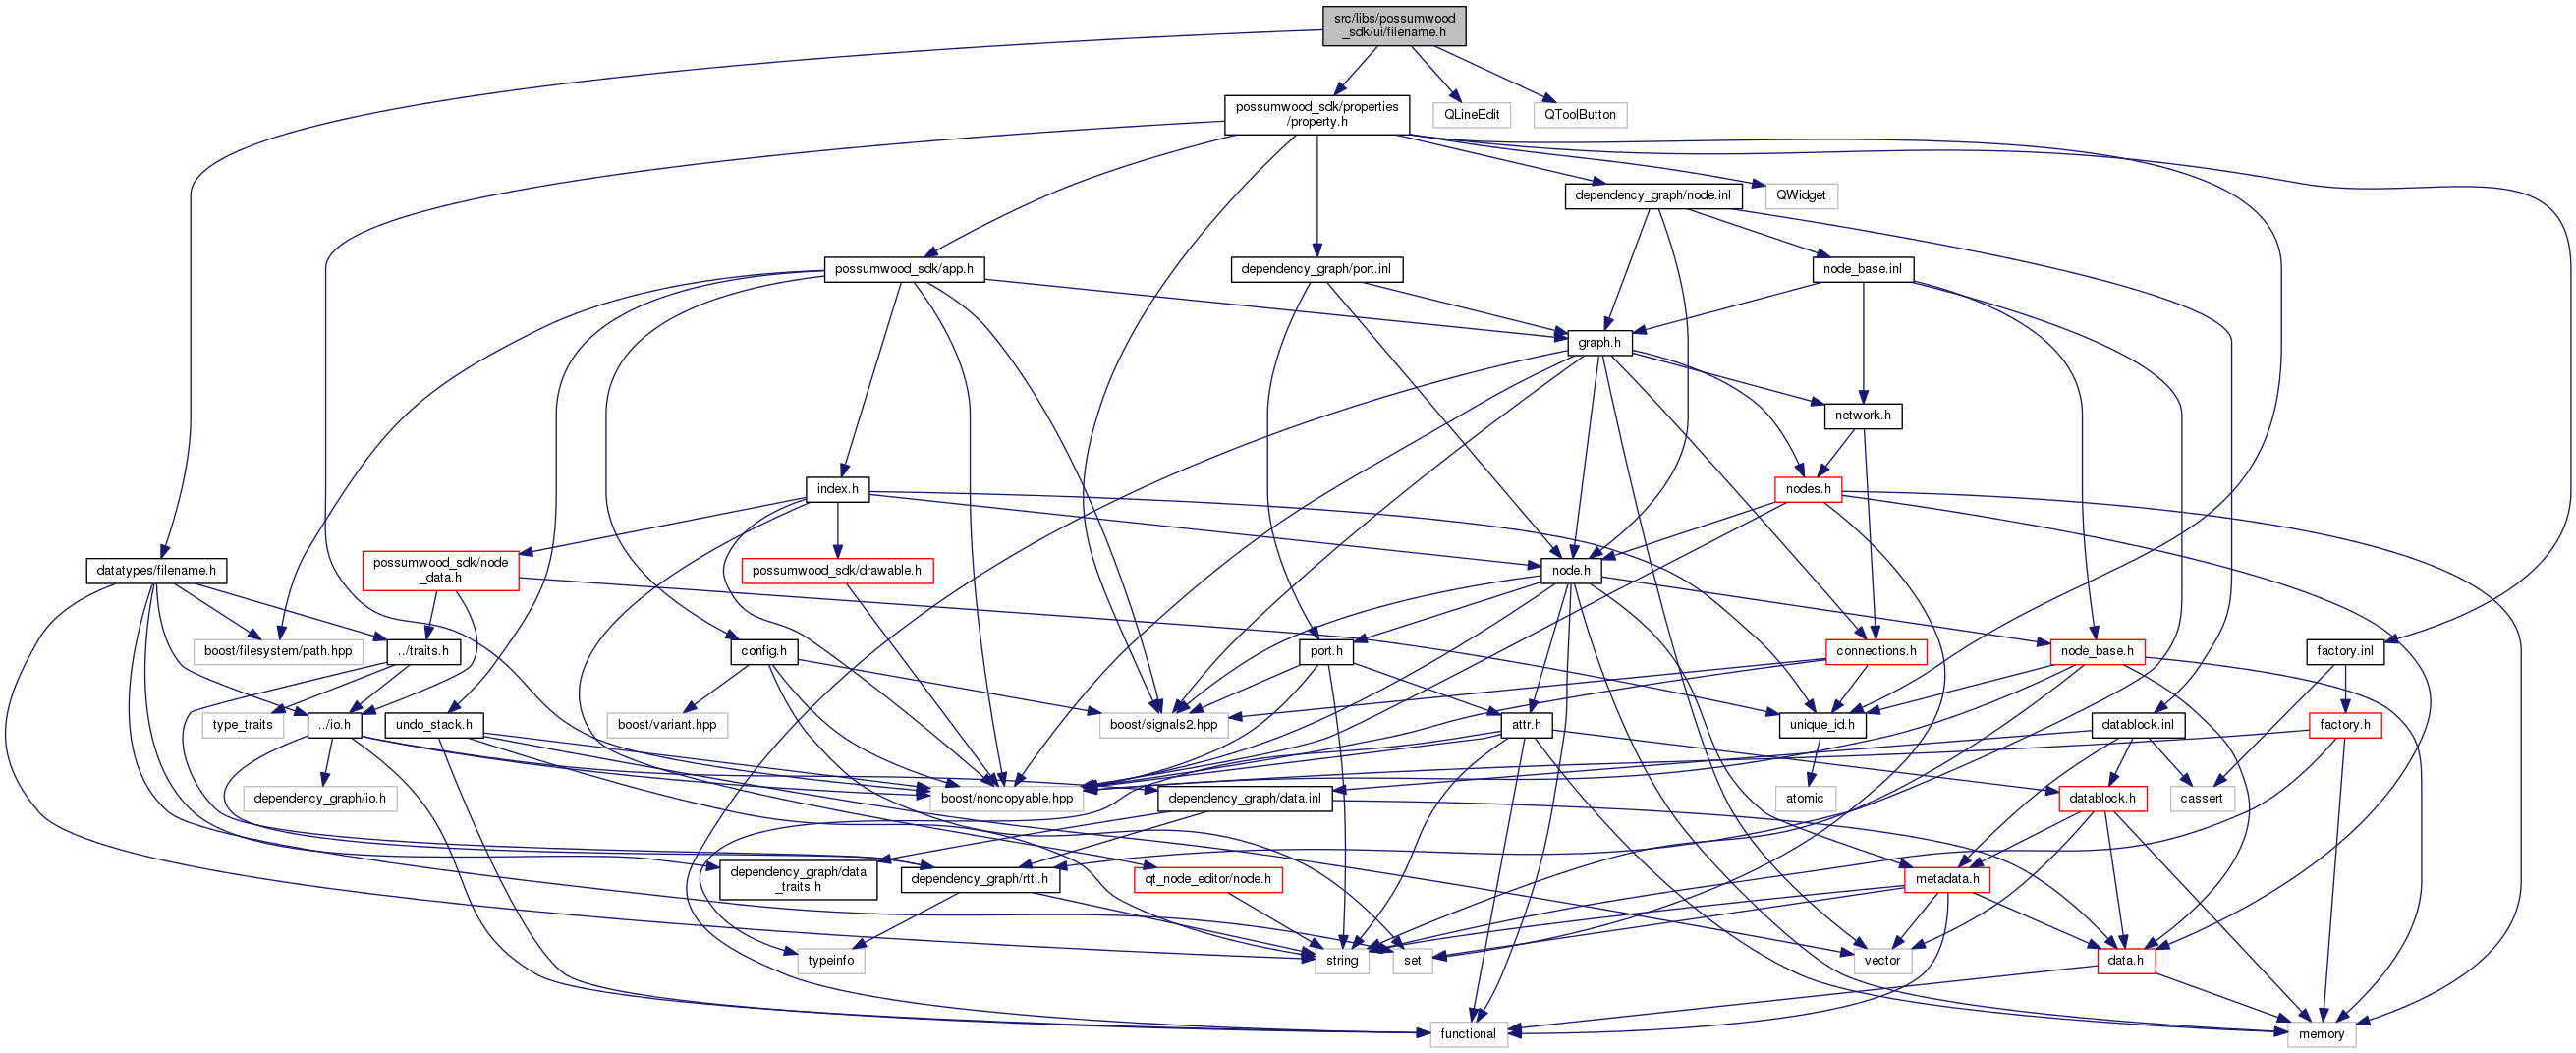 src/libs/possumwood
_sdk/ui/filename.h
possumwood_sdk/properties
/property.h
QLineEdit
QToolButton
dependency_graph/node.inl
QWidget
possumwood_sdk/app.h
dependency_graph/port.inl
node_base.inl
graph.h
network.h
index.h
nodes.h
datatypes/filename.h
possumwood_sdk/node
_data.h
possumwood_sdk/drawable.h
node.h
boost/filesystem/path.hpp
../traits.h
config.h
port.h
connections.h
node_base.h
factory.inl
type_traits
../io.h
undo_stack.h
boost/variant.hpp
boost/signals2.hpp
attr.h
unique_id.h
datablock.inl
factory.h
dependency_graph/io.h
boost/noncopyable.hpp
dependency_graph/data.inl
atomic
datablock.h
cassert
dependency_graph/data
_traits.h
dependency_graph/rtti.h
qt_node_editor/node.h
metadata.h
typeinfo
string
set
vector
data.h
functional
memory